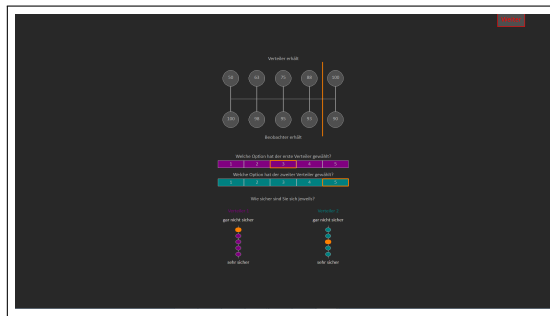 Verteiler erhält
50 61 75 88 100
100 98 95 93 90
Beobachter erhält
Welche Option hat der erste Verteiler gewählt?
1 2 3 4 5
Welche Option hat der zweiter Verteiler gewählt?
1 2 3 4 5
Wie sicher sind Sie sich jeweils?
gar nicht sicher gar nicht sicher
sehr sicher sehr sicher